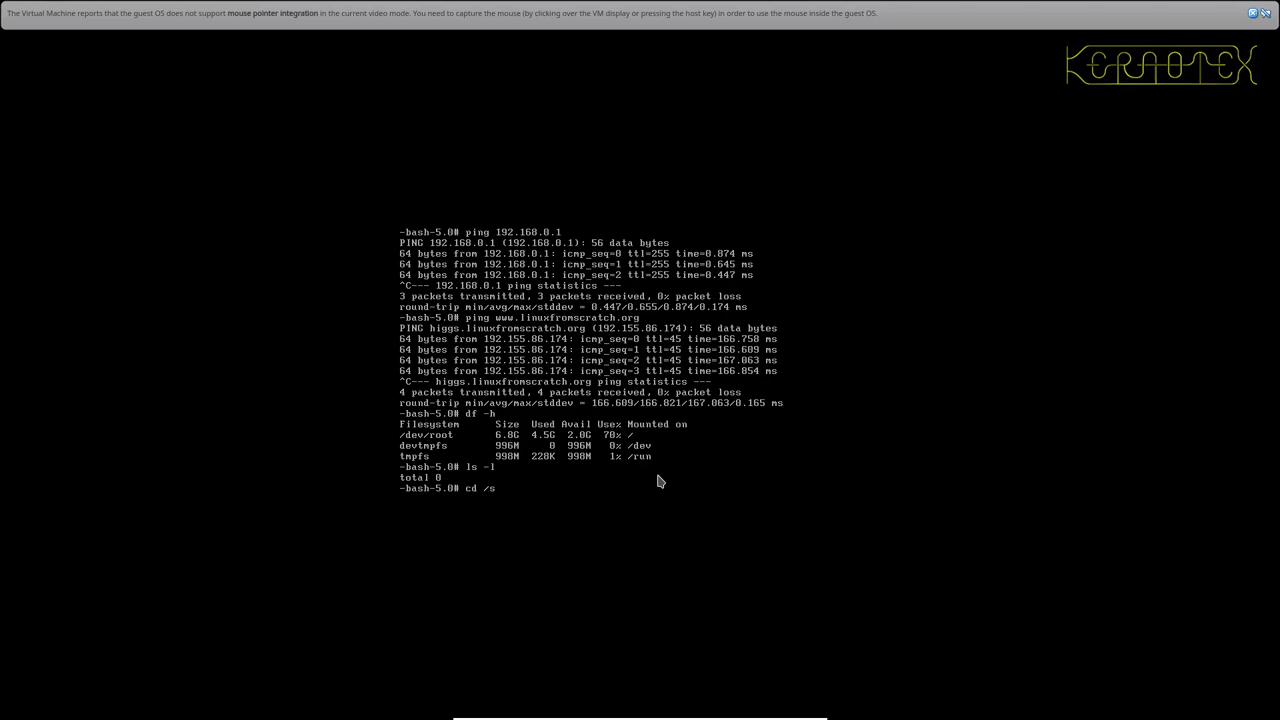 The Virtual Machine reports that the guest OS does not support mouse pointer integration in the current video mode. You need to capture the mouse (by clicking over the VM display or pressing the host key) in order to use the mouse inside the guest OS.
KERNOTEX
-bash-5.0# ping 192.168.0.1
PING 192.168.0.1 (192.168.0.1): 56 data bytes
64 bytes from 192.168.0.1: icmp_seq=0 ttl=255 time=0.874 ms
64 bytes from 192.168.0.1: icmp_seq=1 ttl=255 time=0.645 ms
64 bytes from 192.168.0.1: icmp_seq=2 ttl=255 time=0.447 ms
^C--- 192.168.0.1 ping statistics ---
3 packets transmitted, 3 packets received, 0% packet loss
round-trip min/avg/max/stddev = 0.447/0.655/0.874/0.174 ms
-bash-5.0# ping www.linuxfromscratch.org
PING higgs.linuxfromscratch.org (192.155.86.174): 56 data bytes
64 bytes from 192.155.86.174: icmp_seq=0 ttl=45 time=166.758 ms
64 bytes from 192.155.86.174: icmp_seq=1 ttl=45 time=166.609 ms
64 bytes from 192.155.86.174: icmp_seq=2 ttl=45 time=167.063 ms
64 bytes from 192.155.86.174: icmp_seq=3 ttl=45 time=166.854 ms
^C--- higgs.linuxfromscratch.org ping statistics ---
4 packets transmitted, 4 packets received, 0% packet loss
round-trip min/avg/max/stddev = 166.609/166.821/167.063/0.165 ms
-bash-5.0# df -h
Filesystem      Size  Used Avail Use% Mounted on
/dev/root       6.8G  4.5G  2.0G  70% /
devtmpfs        996M     0  996M   0% /dev
tmpfs           998M  228K  998M   1% /run
-bash-5.0# ls -l
total 0
-bash-5.0# cd /s